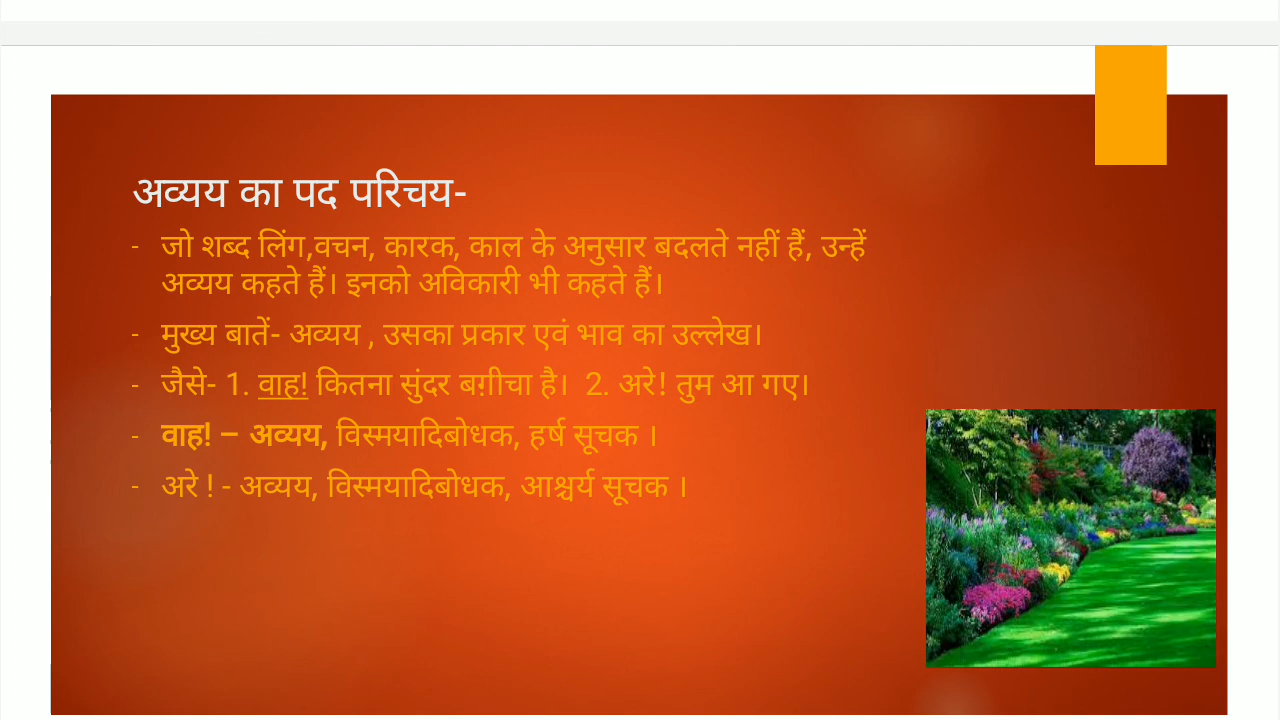 अव्यय का पद परिचय-
- जो शब्द लिंग,वचन, कारक, काल के अनुसार बदलते नहीं हैं, उन्हें
अव्यय कहते हैं। इनको अविकारी भी कहते हैं।
- मुख्य बातें- अव्यय , उसका प्रकार एवं भाव का उल्लेख।
- जैसे- 1. वाह! कितना सुंदर बग़ीचा है। 2. अरे! तुम आ गए।
- वाह! – अव्यय, विस्मयादिबोधक, हर्ष सूचक ।
- अरे ! - अव्यय, विस्मयादिबोधक, आश्चर्य सूचक ।